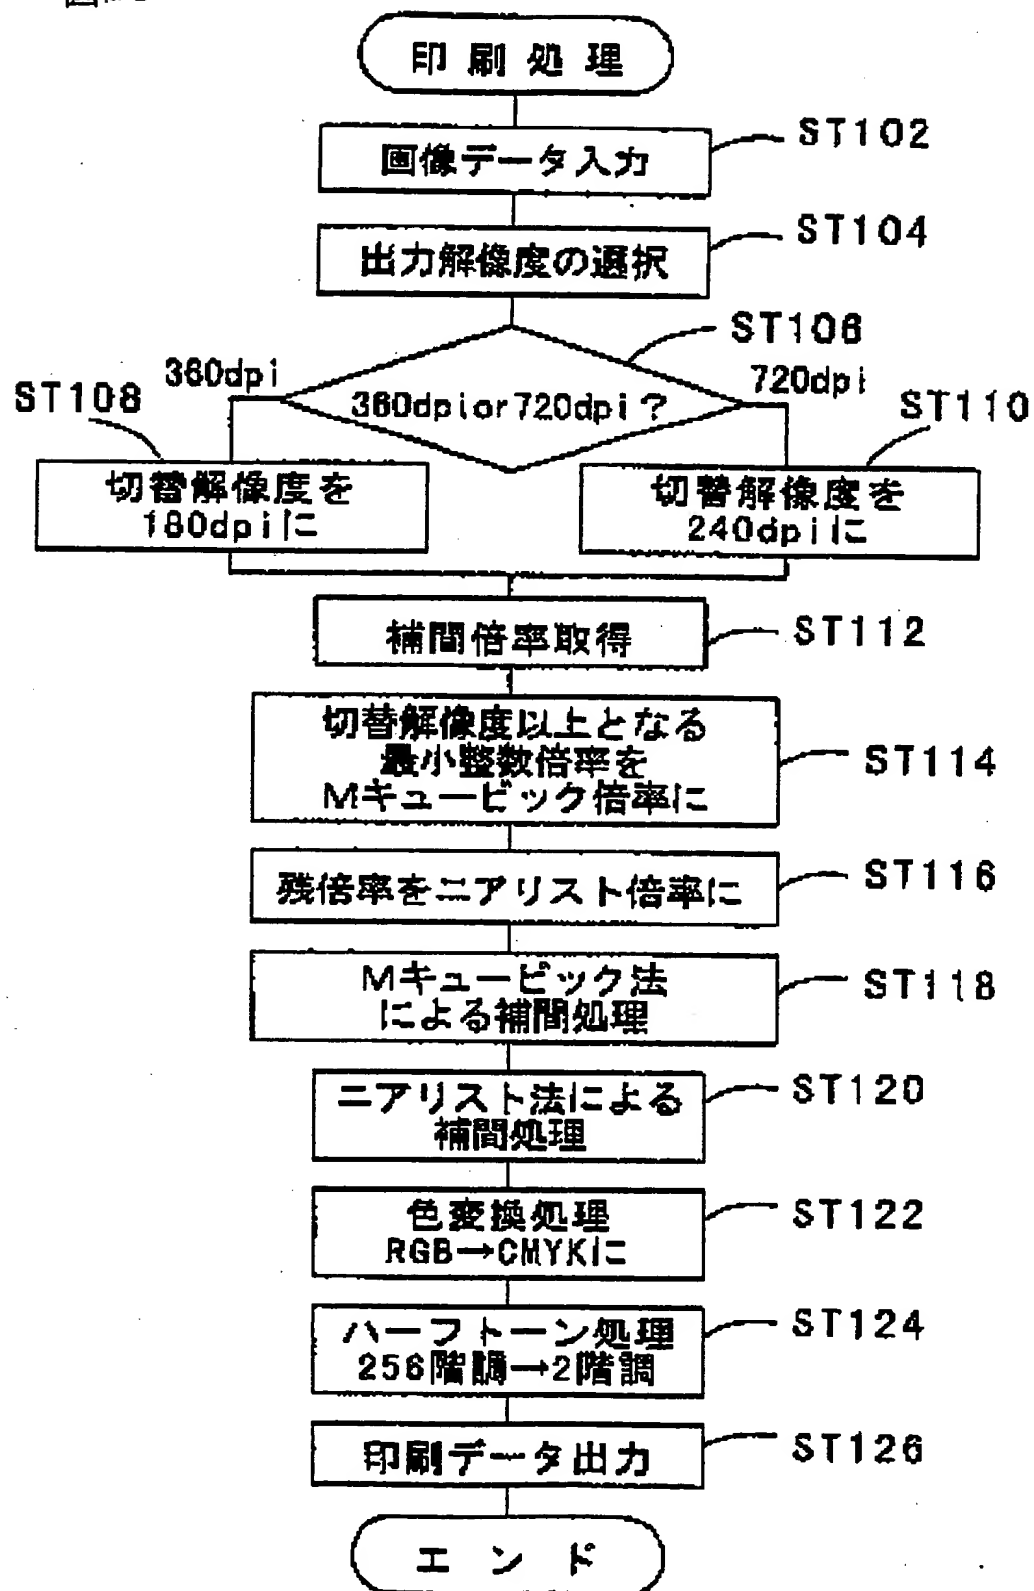 印刷処理
画像データ入力
ST102
出力解像度の選択
ST104
ST106
360dpi
360dpior720dpi?
720dpi
ST108
切替解像度を
180dpiに
ST110
切替解像度を
240dpiに
補間倍率取得
ST112
切替解像度以上となる
最小整数倍率を
Mキュービック倍率に
ST114
残倍率をニアリスト倍率に
ST116
Mキュービック法
による補間処理
ST118
ニアリスト法による
補間処理
ST120
色変換処理
RGB→CMYKに
ST122
ハーフトーン処理
256階調→2階調
ST124
印刷データ出力
ST126
エンド